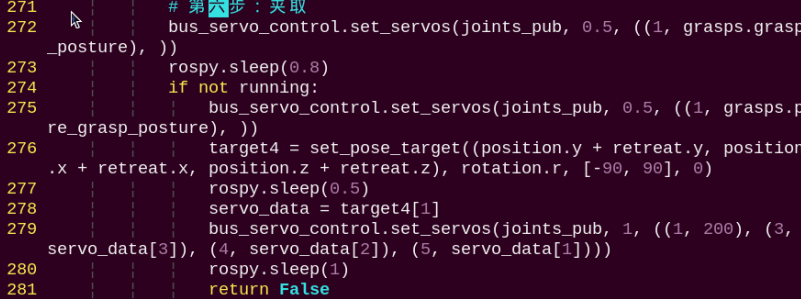 271 # 第六步：夹取
272 bus_servo_control.set_servos(joints_pub, 0.5, ((1, grasps.grasp
_posture), ))
273 rospy.sleep(0.8)
274 if not running:
275 bus_servo_control.set_servos(joints_pub, 0.5, ((1, grasps.p
re_grasp_posture), ))
276 target4 = set_pose_target((position.y + retreat.y, position
.x + retreat.x, position.z + retreat.z), rotation.r, [-90, 90], 0)
277 rospy.sleep(0.5)
278 servo_data = target4[1]
279 bus_servo_control.set_servos(joints_pub, 1, ((1, 200), (3,
servo_data[3]), (4, servo_data[2]), (5, servo_data[1])))
280 rospy.sleep(1)
281 return False